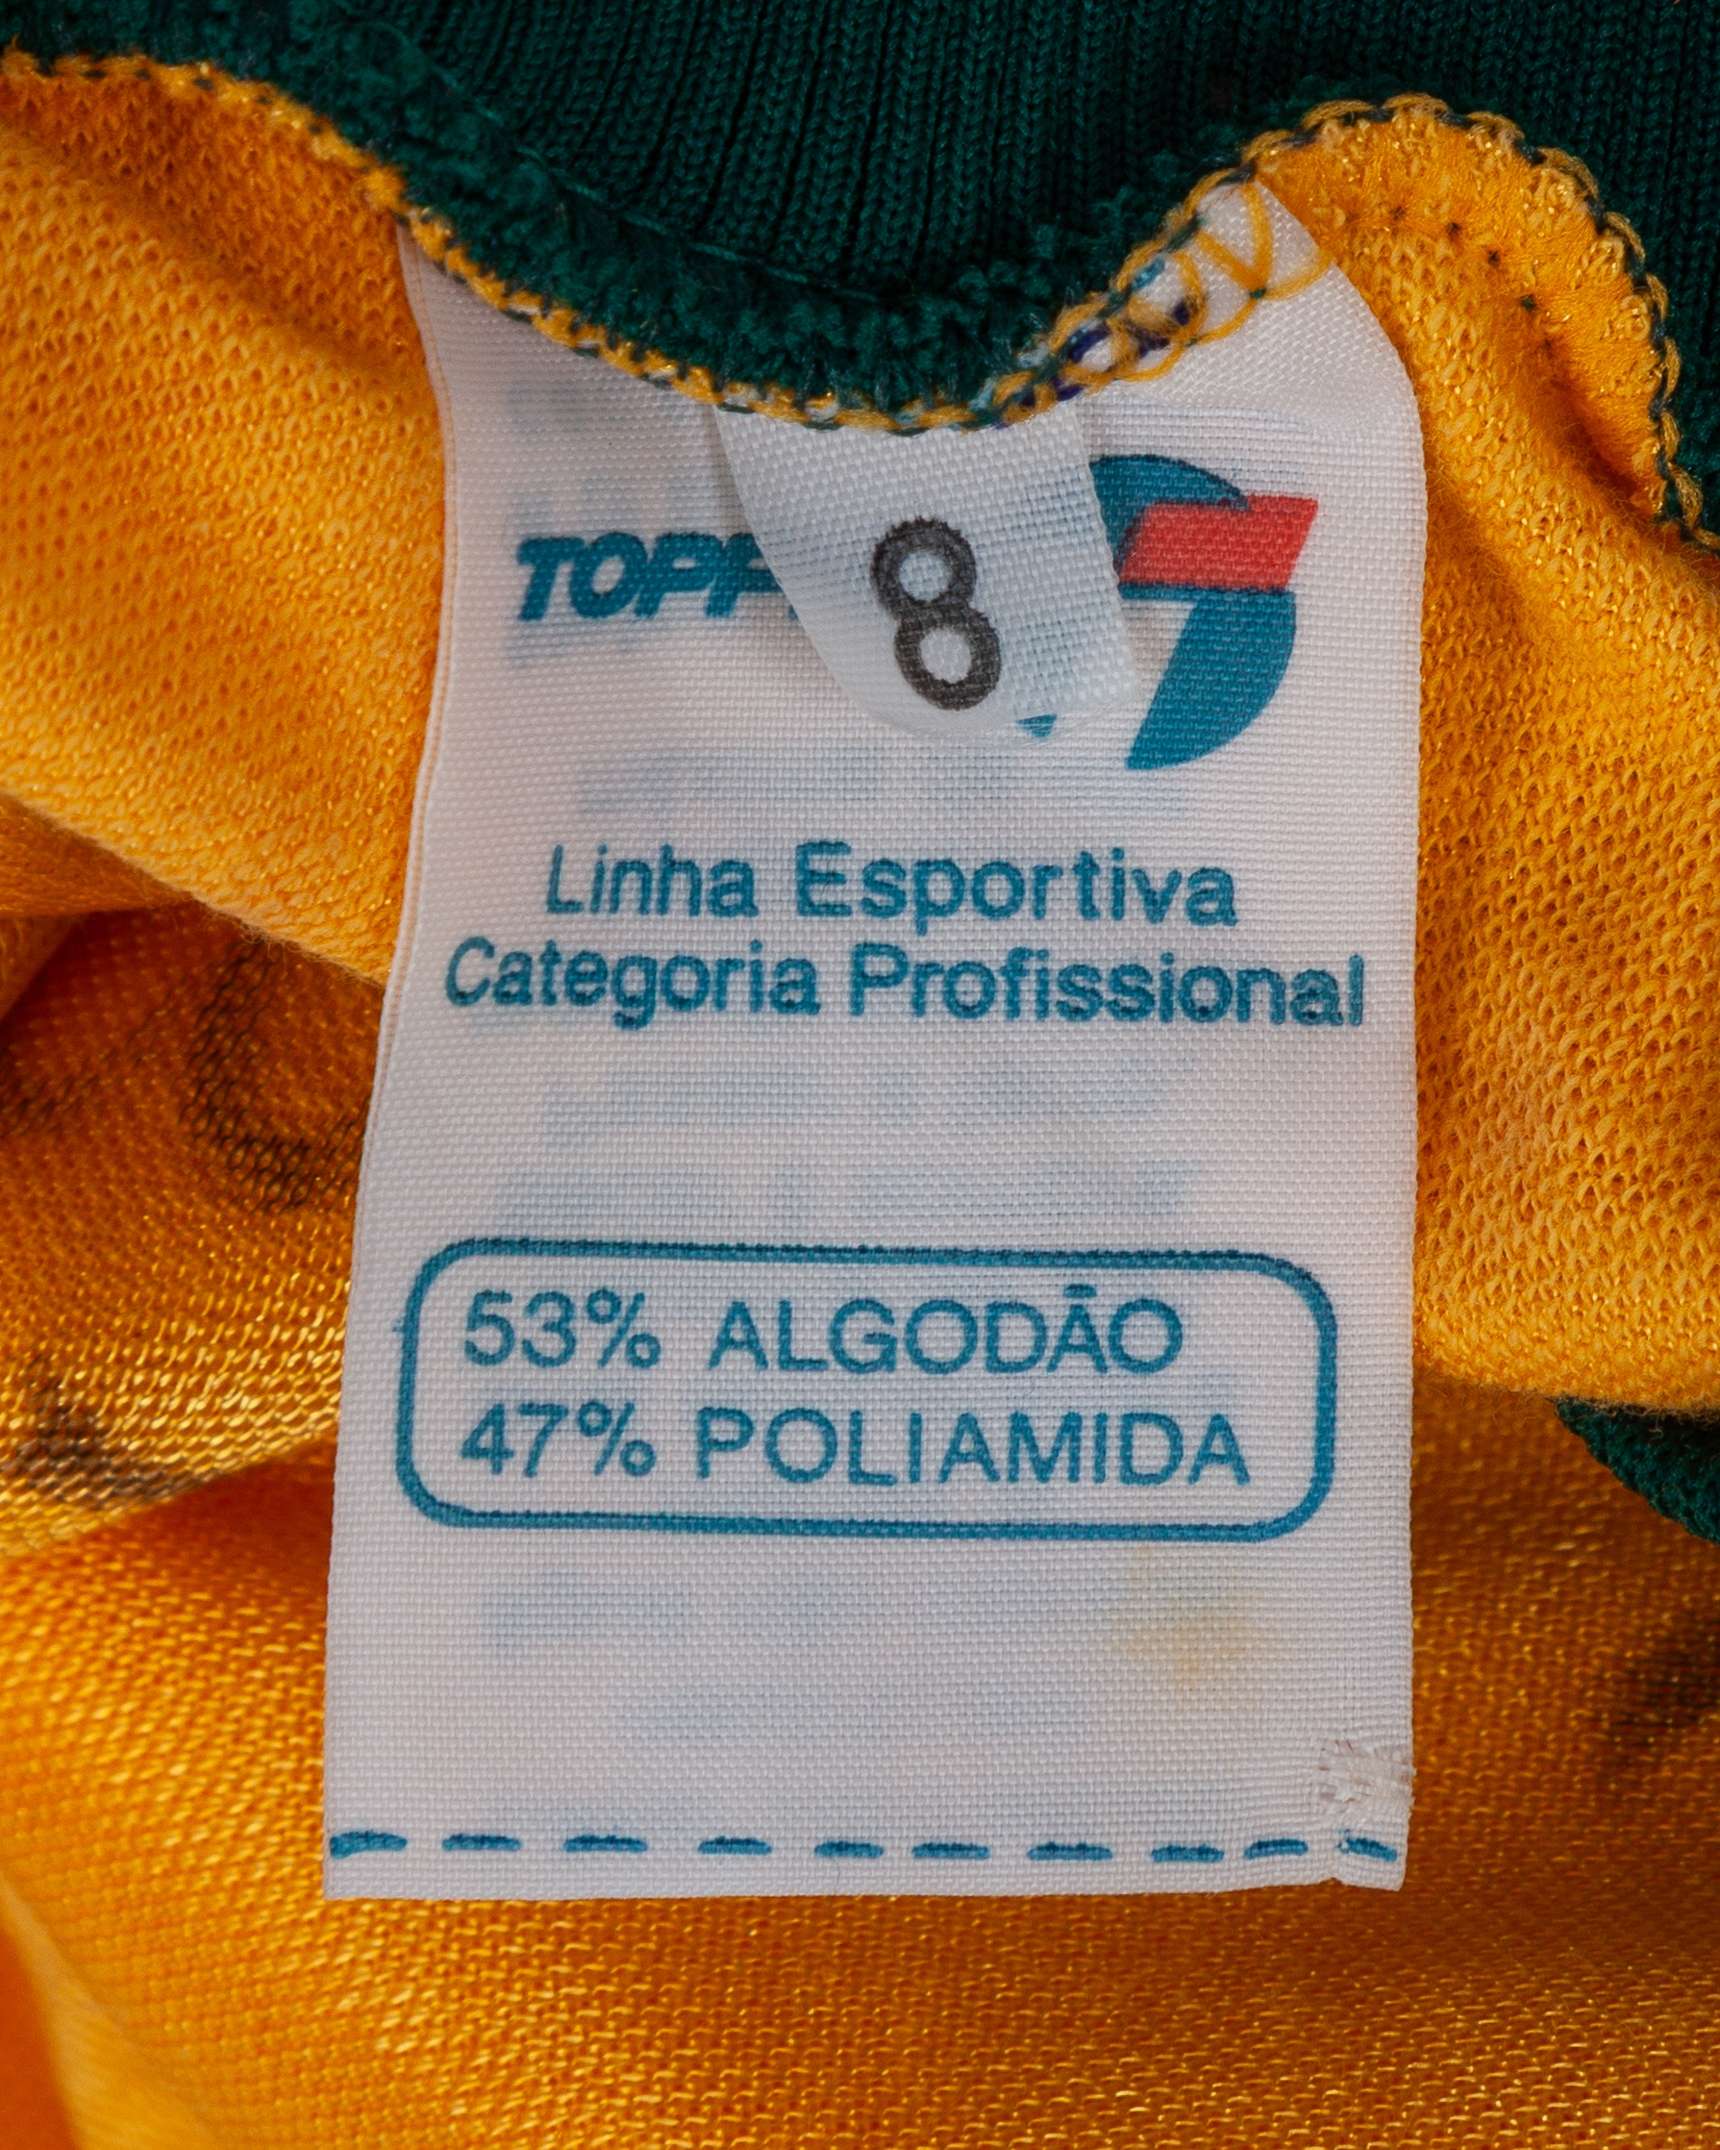 TOPP
8
Linha Esportiva
Categoria Profissional
53% ALGODÃO
47% POLIAMIDA